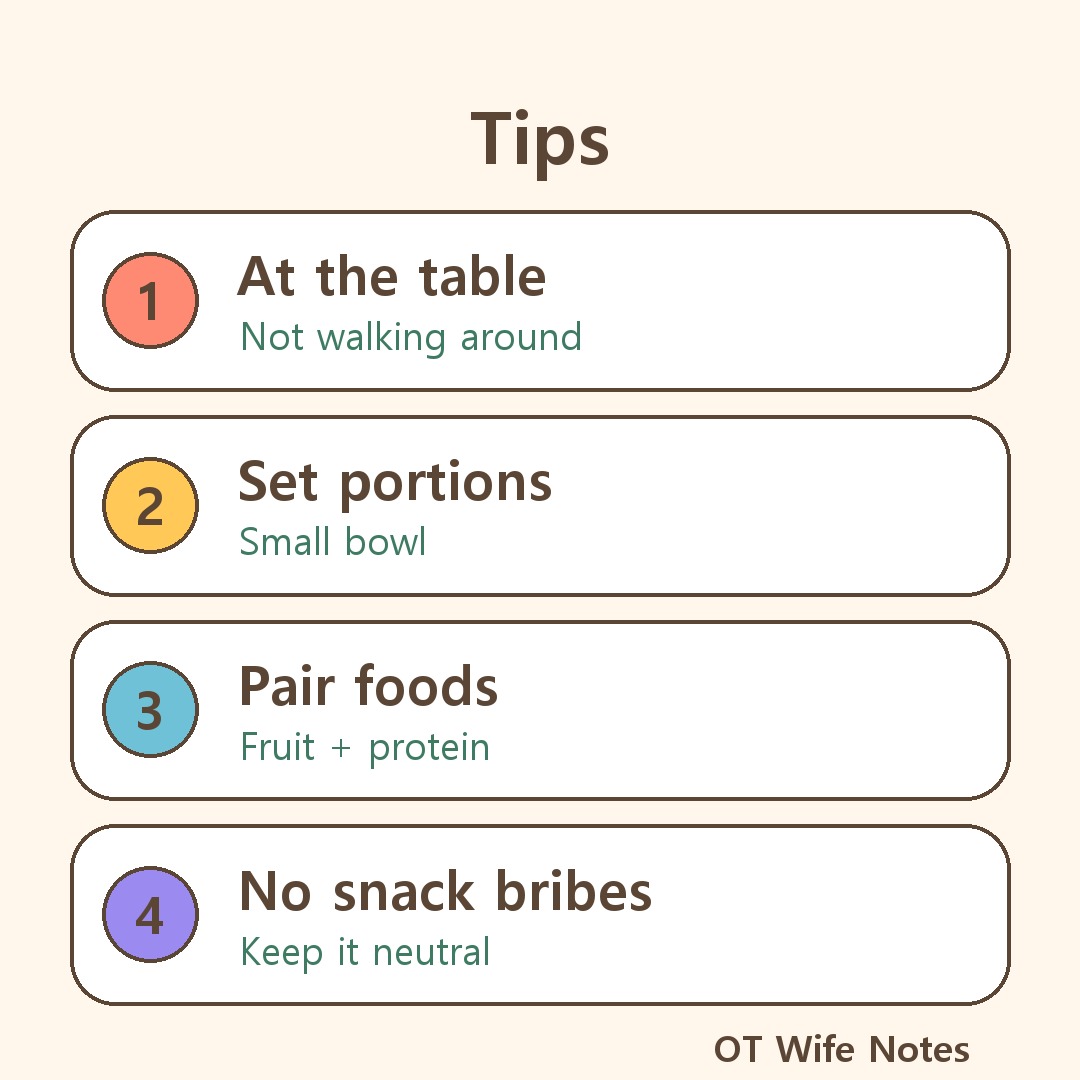 Tips
1
At the table
Not walking around
2
Set portions
Small bowl
3
Pair foods
Fruit + protein
4
No snack bribes
Keep it neutral
OT Wife Notes